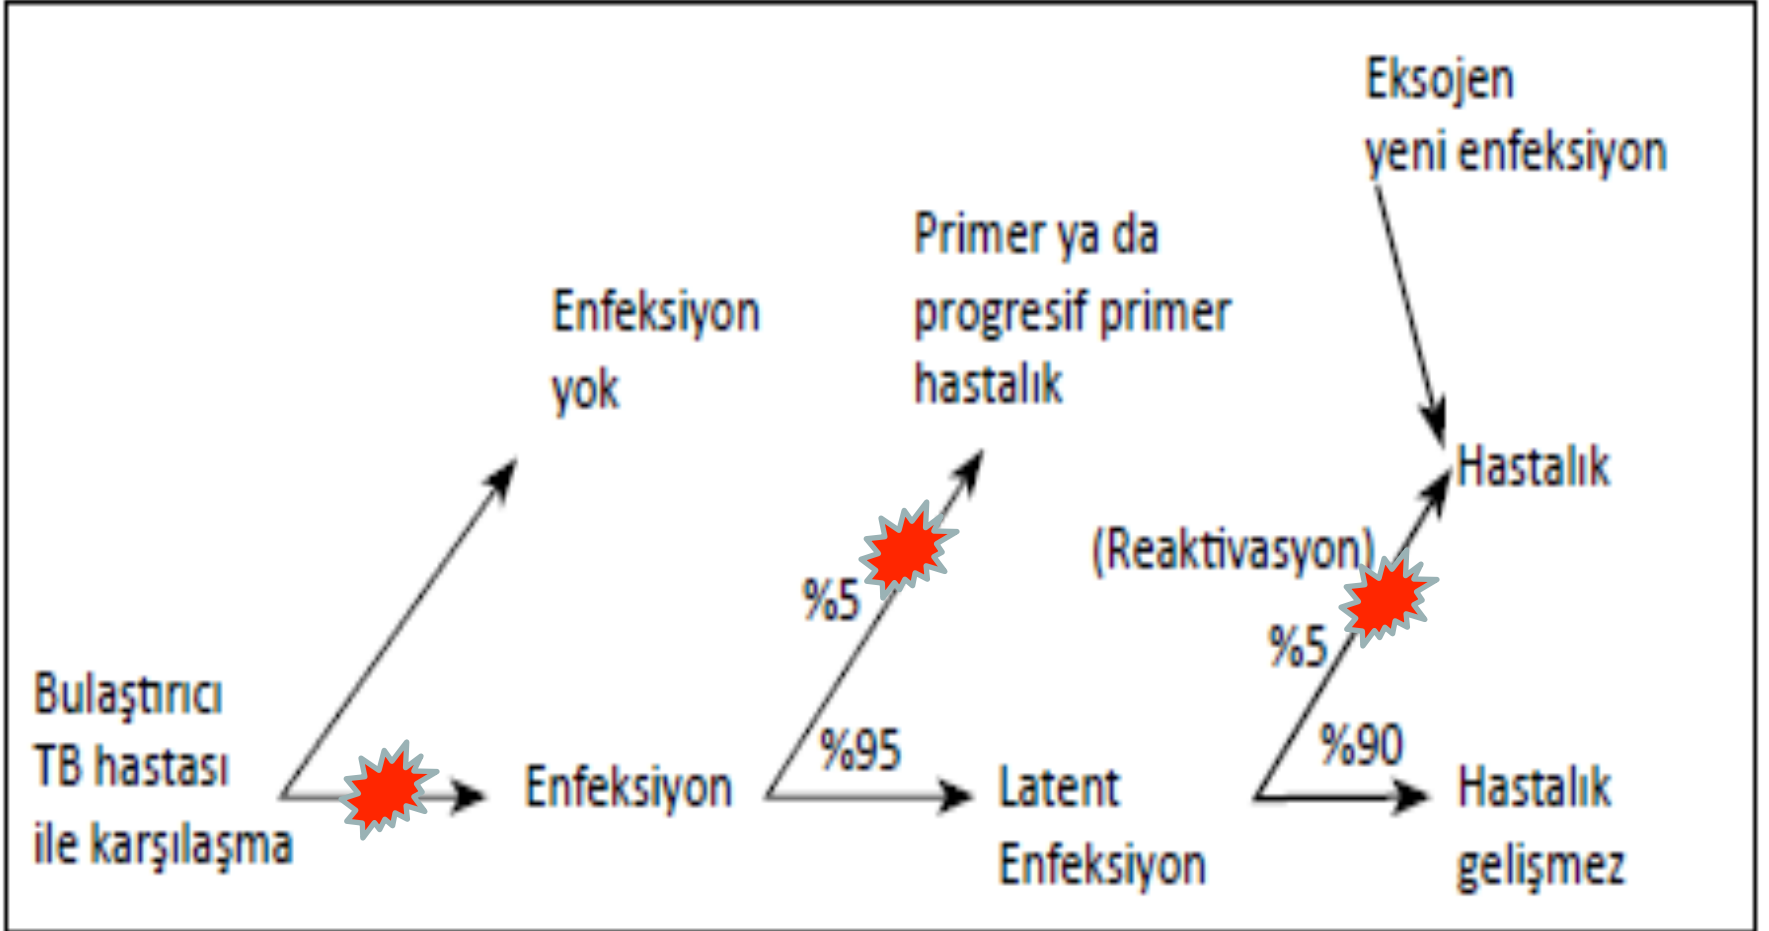 Eksojen
yeni enfeksiyon
Primer ya da
progresif primer
hastalık
Enfeksiyon
yok
Hastalık
(Reaktivasyon)
%5
%5
Bulaştırıcı
TB hastası
ile karşılaşma
Enfeksiyon
%95
Latent
Enfeksiyon
%90
Hastalık
gelişmez